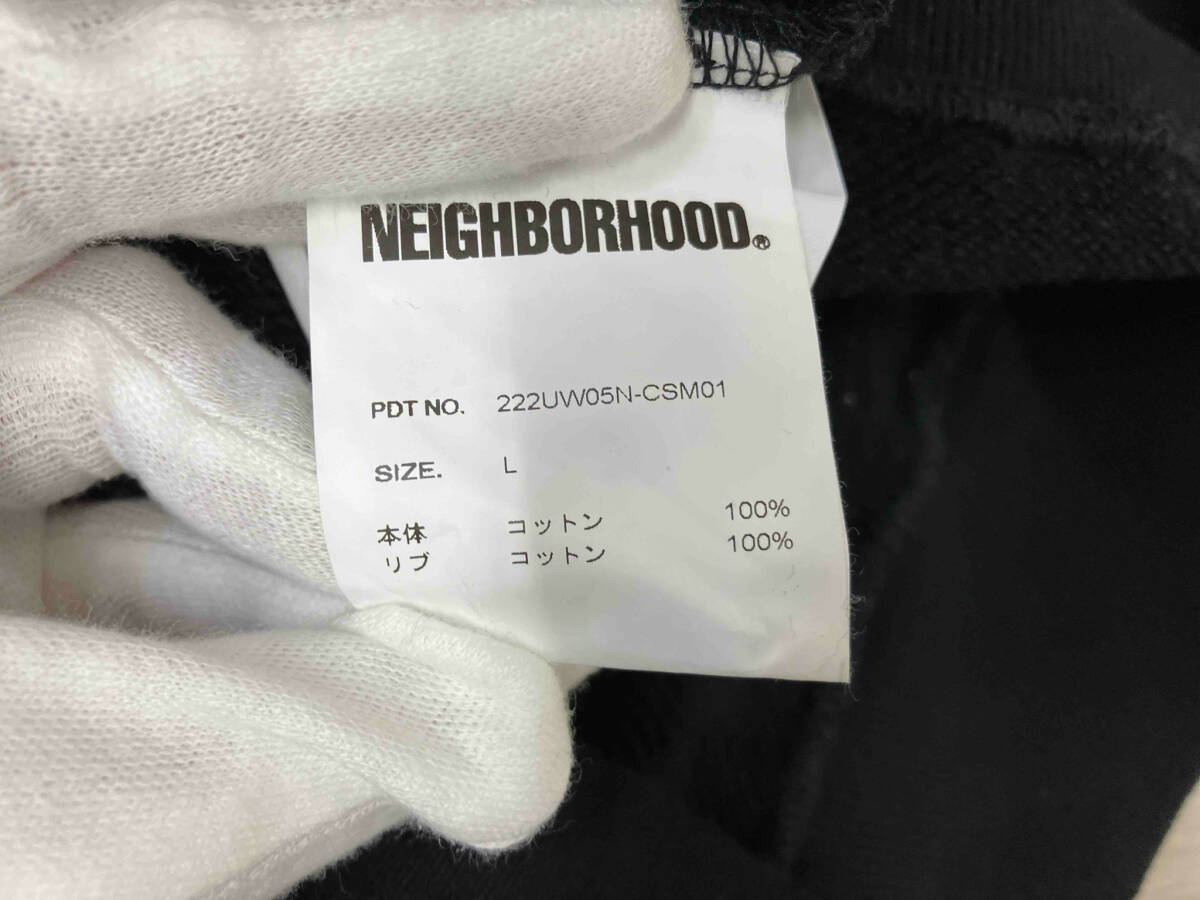 NEIGHBORHOOD®
PDT NO. 222UW05N-CSM01
SIZE. L
本体 コットン 100%
リブ コットン 100%